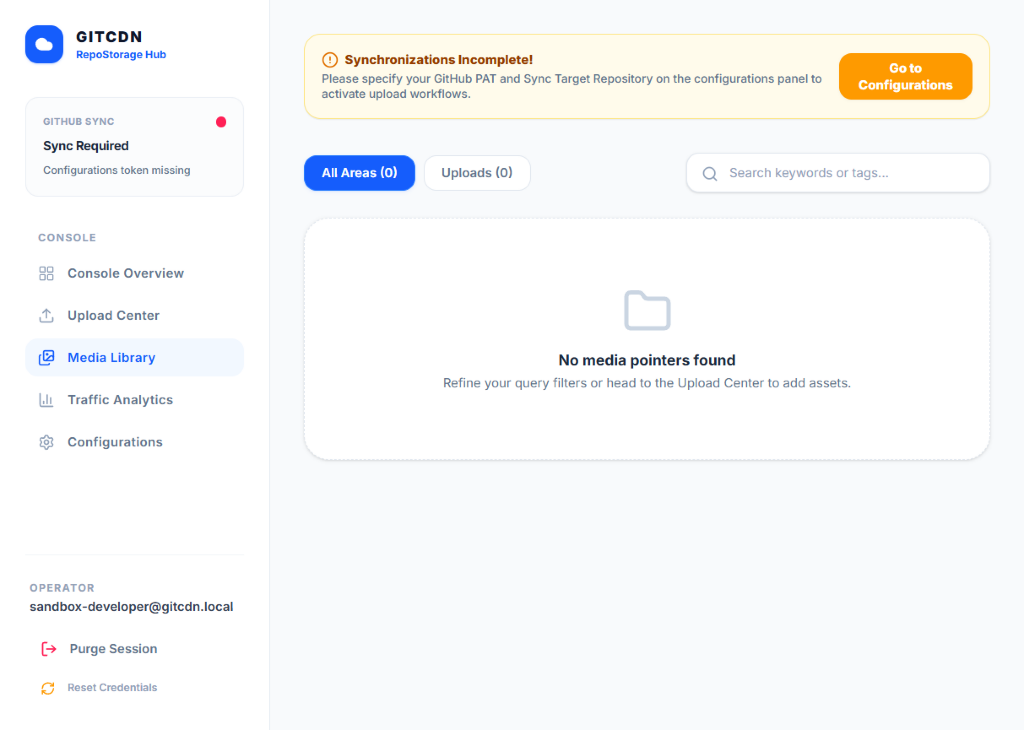 GITCDN
RepoStorage Hub
GITHUB SYNC
Sync Required
Configurations token missing
CONSOLE
Console Overview
Upload Center
Media Library
Traffic Analytics
Configurations
OPERATOR
sandbox-developer@gitcdn.local
Purge Session
Reset Credentials
Synchronizations Incomplete!
Please specify your GitHub PAT and Sync Target Repository on the configurations panel to
activate upload workflows.
Go to
Configurations
All Areas (0)
Uploads (0)
Search keywords or tags...
No media pointers found
Refine your query filters or head to the Upload Center to add assets.